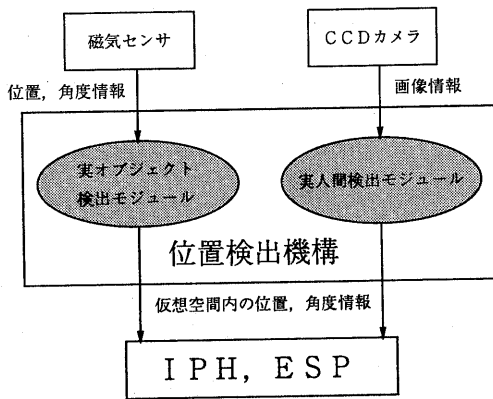 磁気センサ
CCDカメラ
位置，角度情報
画像情報
実オブジェクト
検出モジュール
実人間検出モジュール
位置検出機構
仮想空間内の位置，角度情報
IPH，ESP